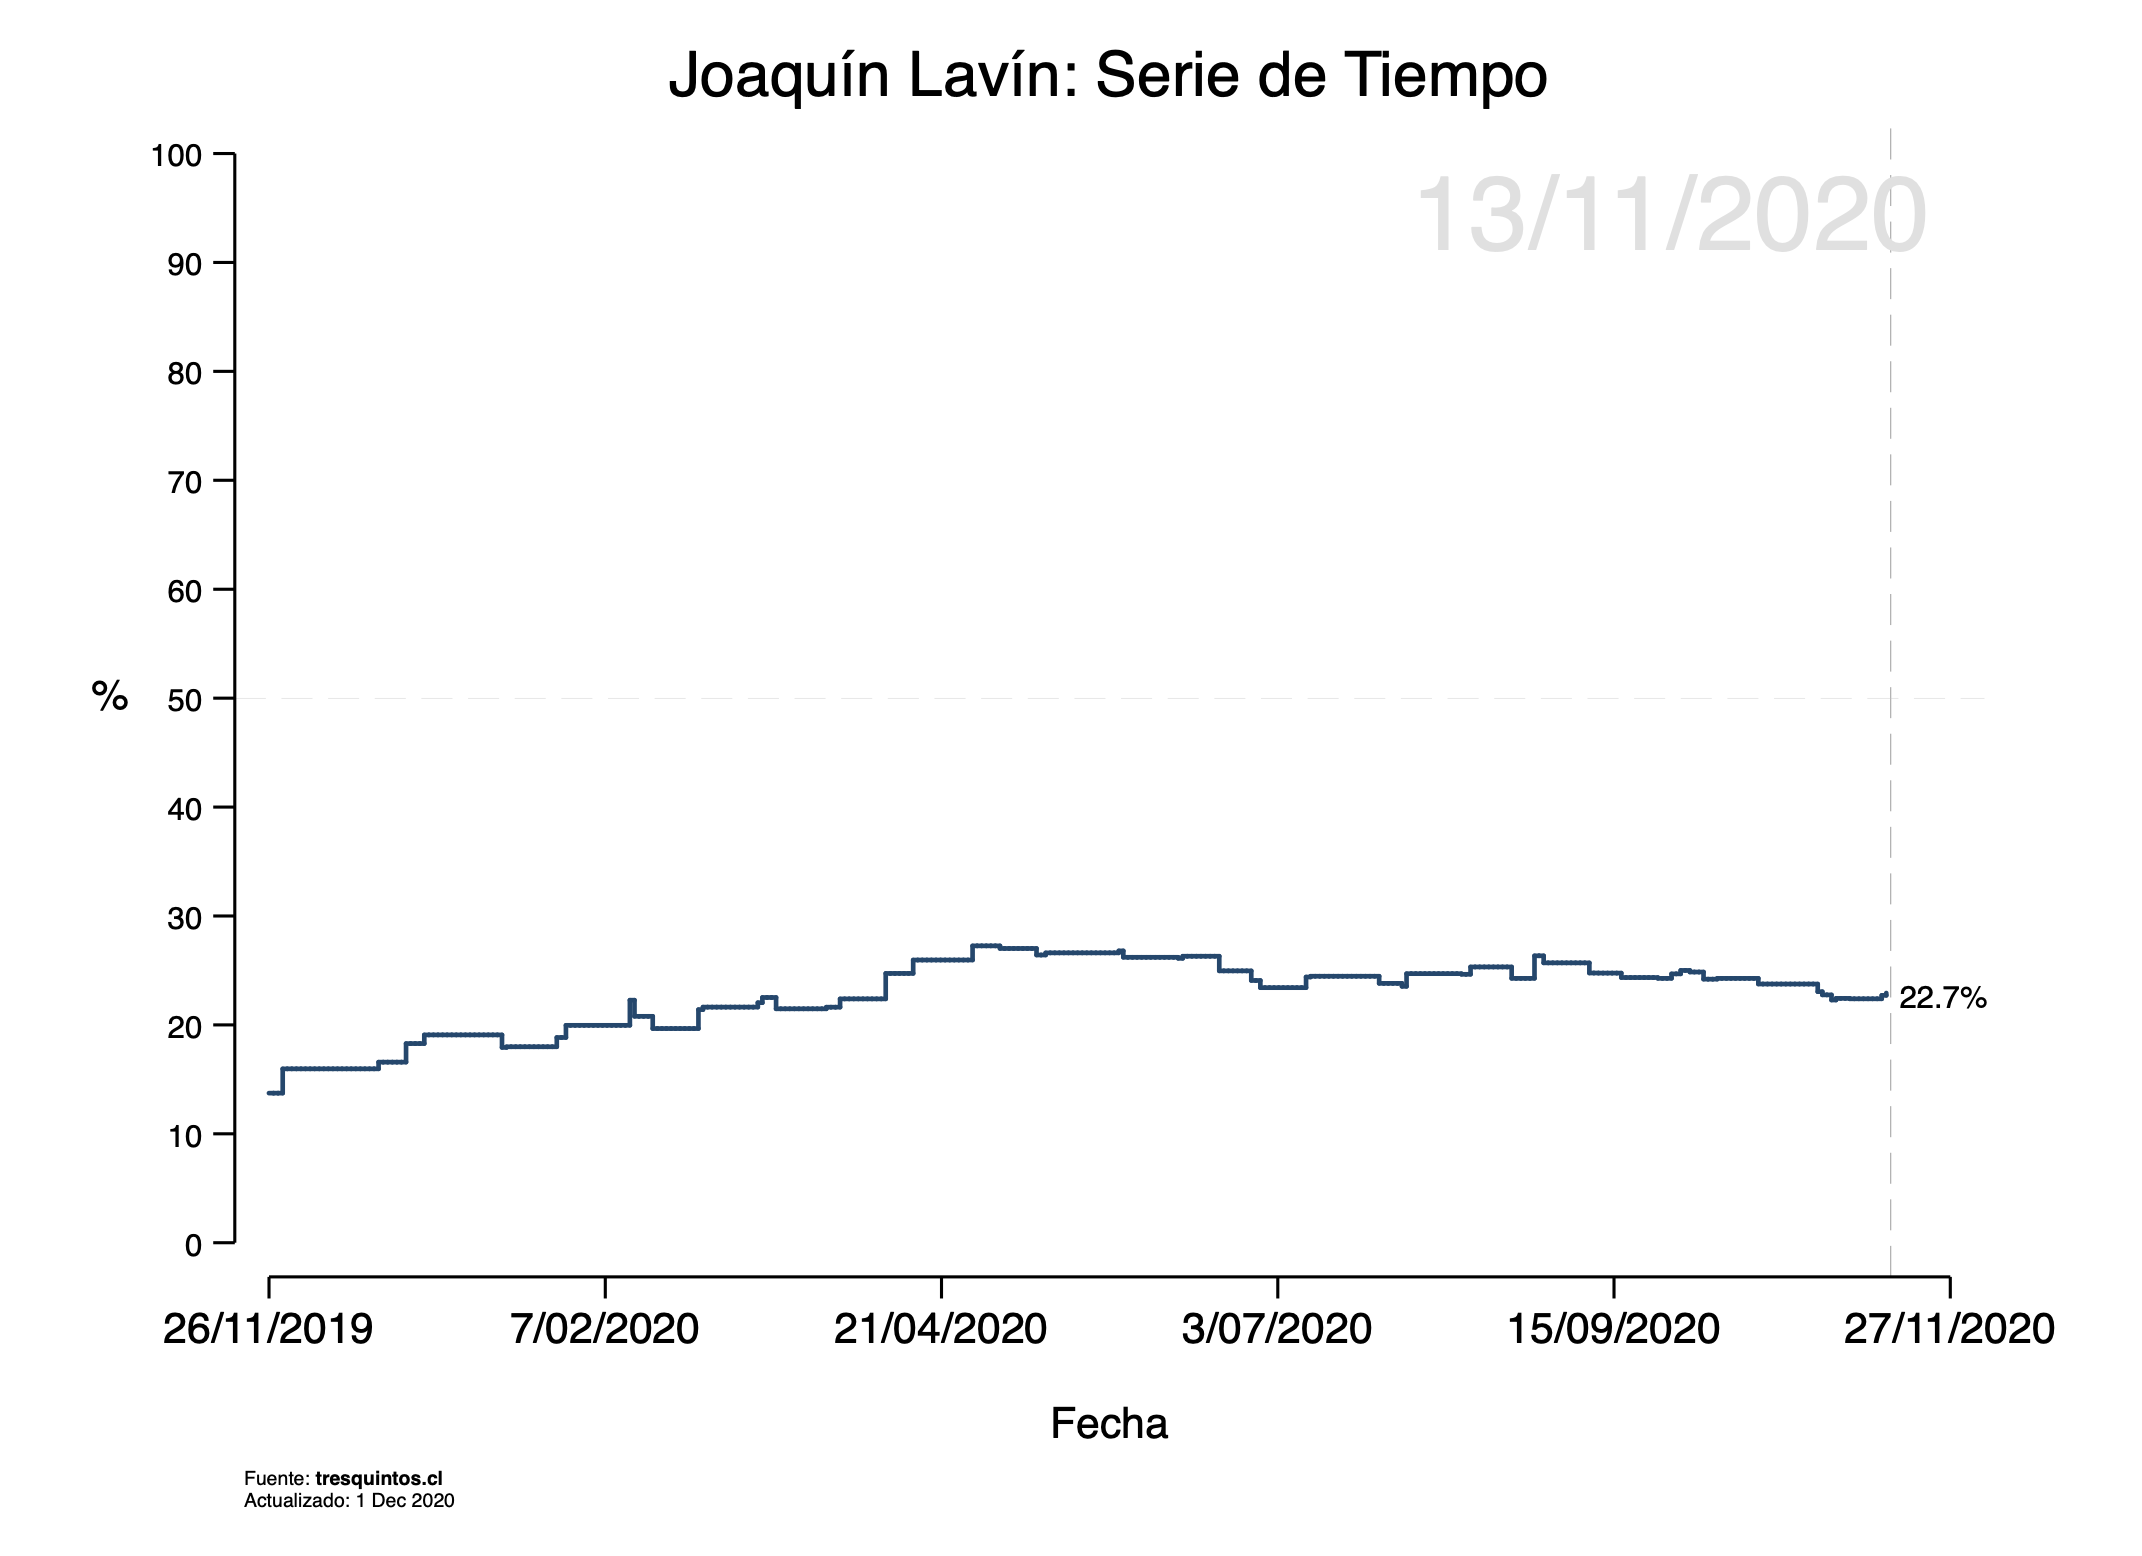 Joaquín Lavín: Serie de Tiempo
13/11/2020
100
90
80
70
60
50
40
30
20
10
0
%
22.7%
26/11/2019 7/02/2020 21/04/2020 3/07/2020 15/09/2020 27/11/2020
Fecha
Fuente: tresquintos.cl
Actualizado: 1 Dec 2020